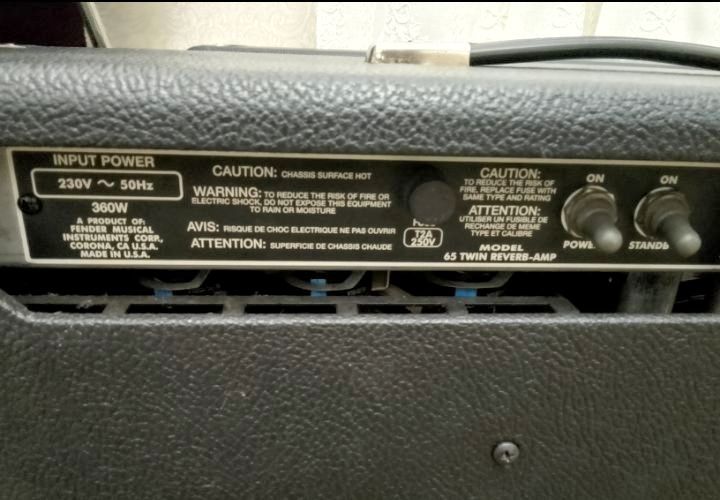 INPUT POWER
230V ~ 50Hz
360W
A PRODUCT OF:
FENDER MUSICAL
INSTRUMENTS CORP.
CORONA, CA U.S.A.
MADE IN U.S.A.
CAUTION: CHASSIS SURFACE HOT
WARNING: TO REDUCE THE RISK OF FIRE OR
ELECTRIC SHOCK, DO NOT EXPOSE THIS EQUIPMENT
TO RAIN OR MOISTURE
AVIS: RISQUE DE CHOC ELECTRIQUE NE PAS OUVRIR
ATTENTION: SUPERFICIE DE CHASSIS CHAUDE
T2A
250V
CAUTION:
TO REDUCE THE RISK OF
FIRE, REPLACE FUSE WITH
SAME TYPE AND RATING
ATTENTION:
UTILISER UN FUSIBLE DE
RECHANGE DE MEME
TYPE ET CALIBRE
MODEL
65 TWIN REVERB-AMP
ON
POWE
ON
STANDB